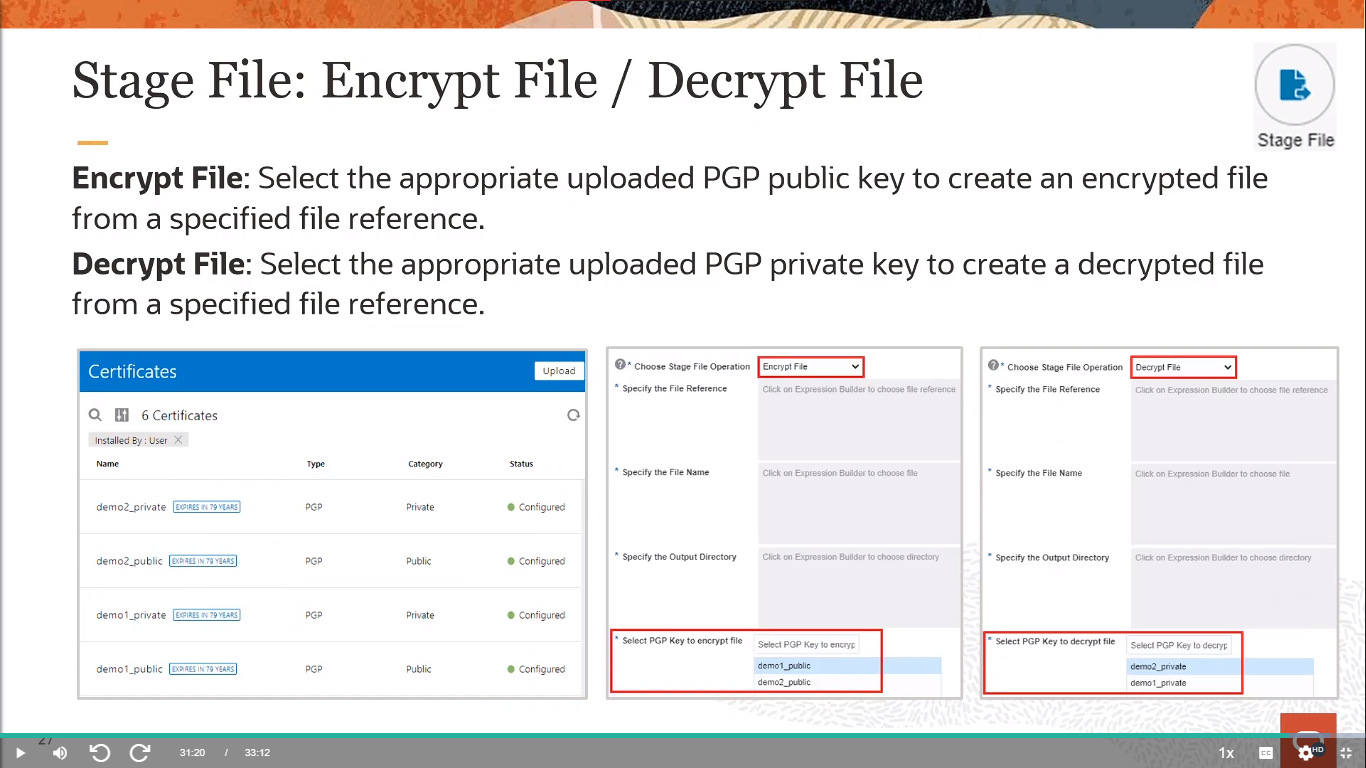 Stage File: Encrypt File / Decrypt File
Stage File
Encrypt File: Select the appropriate uploaded PGP public key to create an encrypted file
from a specified file reference.
Decrypt File: Select the appropriate uploaded PGP private key to create a decrypted file
from a specified file reference.
Certificates
Upload
6 Certificates
Installed By : User
Name Type Category Status
demo2_private EXPIRES IN 79 YEARS PGP Private Configured
demo2_public EXPIRES IN 79 YEARS PGP Public Configured
demo1_private EXPIRES IN 79 YEARS PGP Private Configured
demo1_public EXPIRES IN 79 YEARS PGP Public Configured
* Choose Stage File Operation Encrypt File
* Specify the File Reference Click on Expression Builder to choose file reference
* Specify the File Name Click on Expression Builder to choose file
* Specify the Output Directory Click on Expression Builder to choose directory
* Select PGP Key to encrypt file Select PGP Key to encryp
demo1_public
demo2_public
* Choose Stage File Operation Decrypt File
* Specify the File Reference Click on Expression Builder to choose file reference
* Specify the File Name Click on Expression Builder to choose file
* Specify the Output Directory Click on Expression Builder to choose directory
* Select PGP Key to decrypt file Select PGP Key to decryp
demo2_private
demo1_private
27
31:20 / 33:12
1x
CC
HD